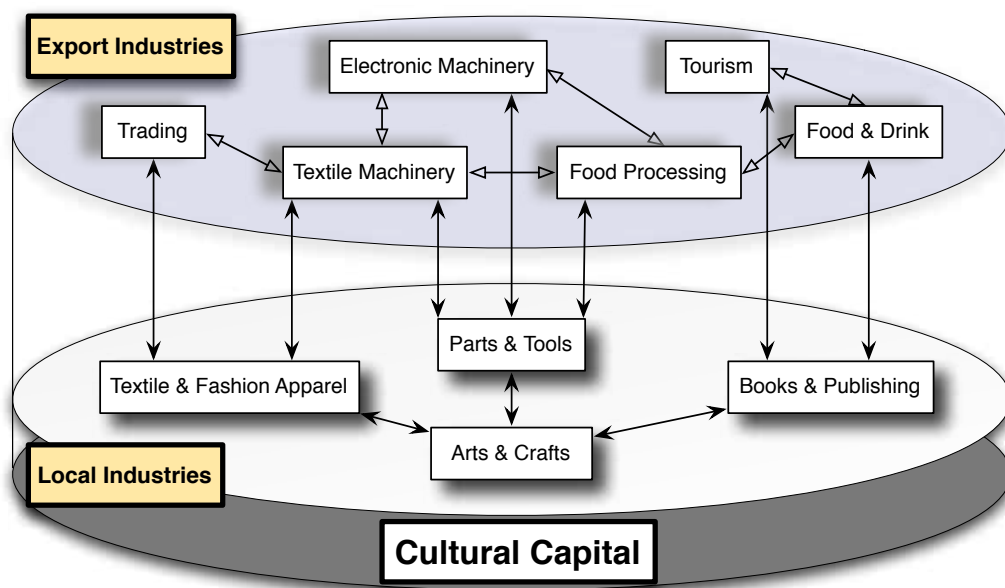 Export Industries
Electronic Machinery
Tourism
Trading
Food & Drink
Textile Machinery
Food Processing
Parts & Tools
Textile & Fashion Apparel
Books & Publishing
Arts & Crafts
Local Industries
Cultural Capital